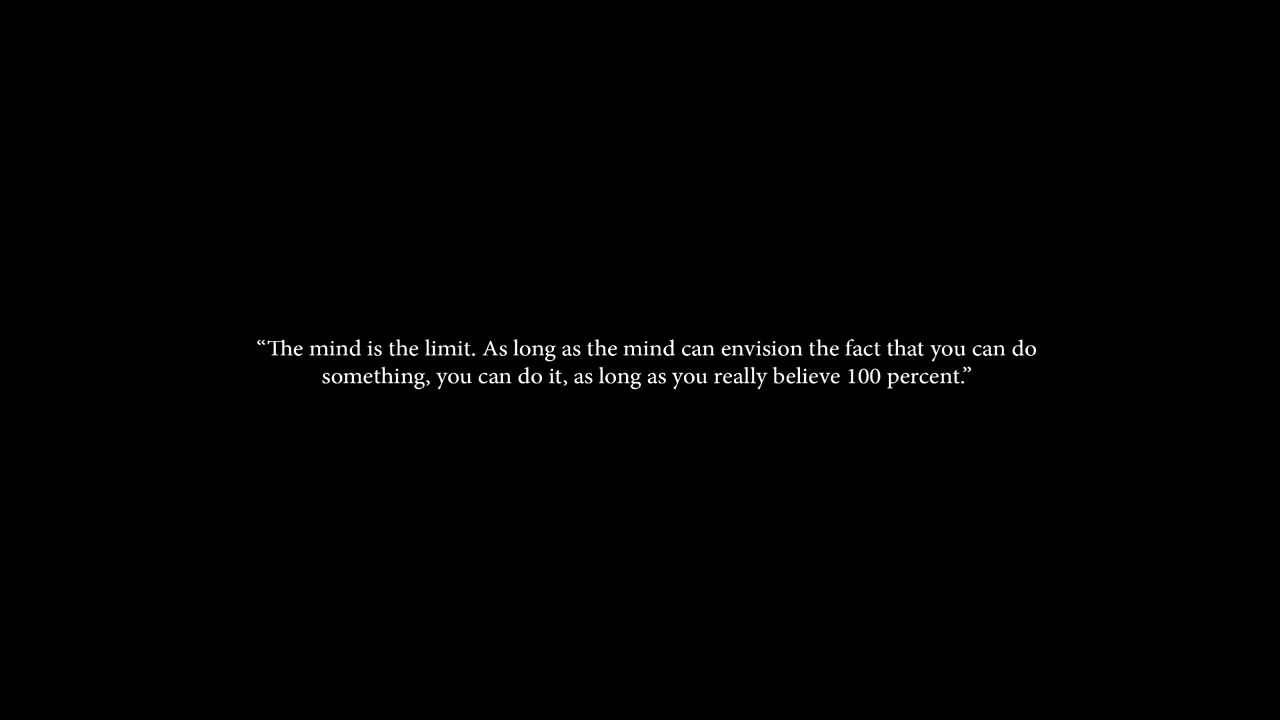 “The mind is the limit. As long as the mind can envision the fact that you can do
something, you can do it, as long as you really believe 100 percent.”